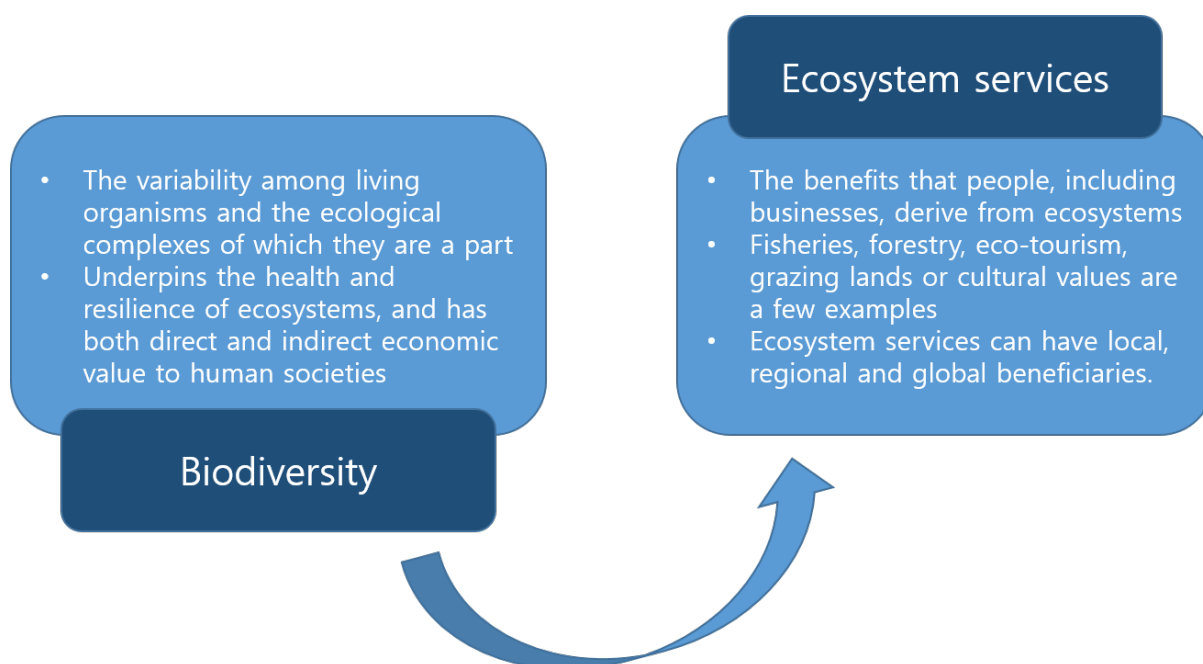 Ecosystem services
• The variability among living
organisms and the ecological
complexes of which they are a part
• Underpins the health and
resilience of ecosystems, and has
both direct and indirect economic
value to human societies
Biodiversity
• The benefits that people, including
businesses, derive from ecosystems
• Fisheries, forestry, eco-tourism,
grazing lands or cultural values are
a few examples
• Ecosystem services can have local,
regional and global beneficiaries.